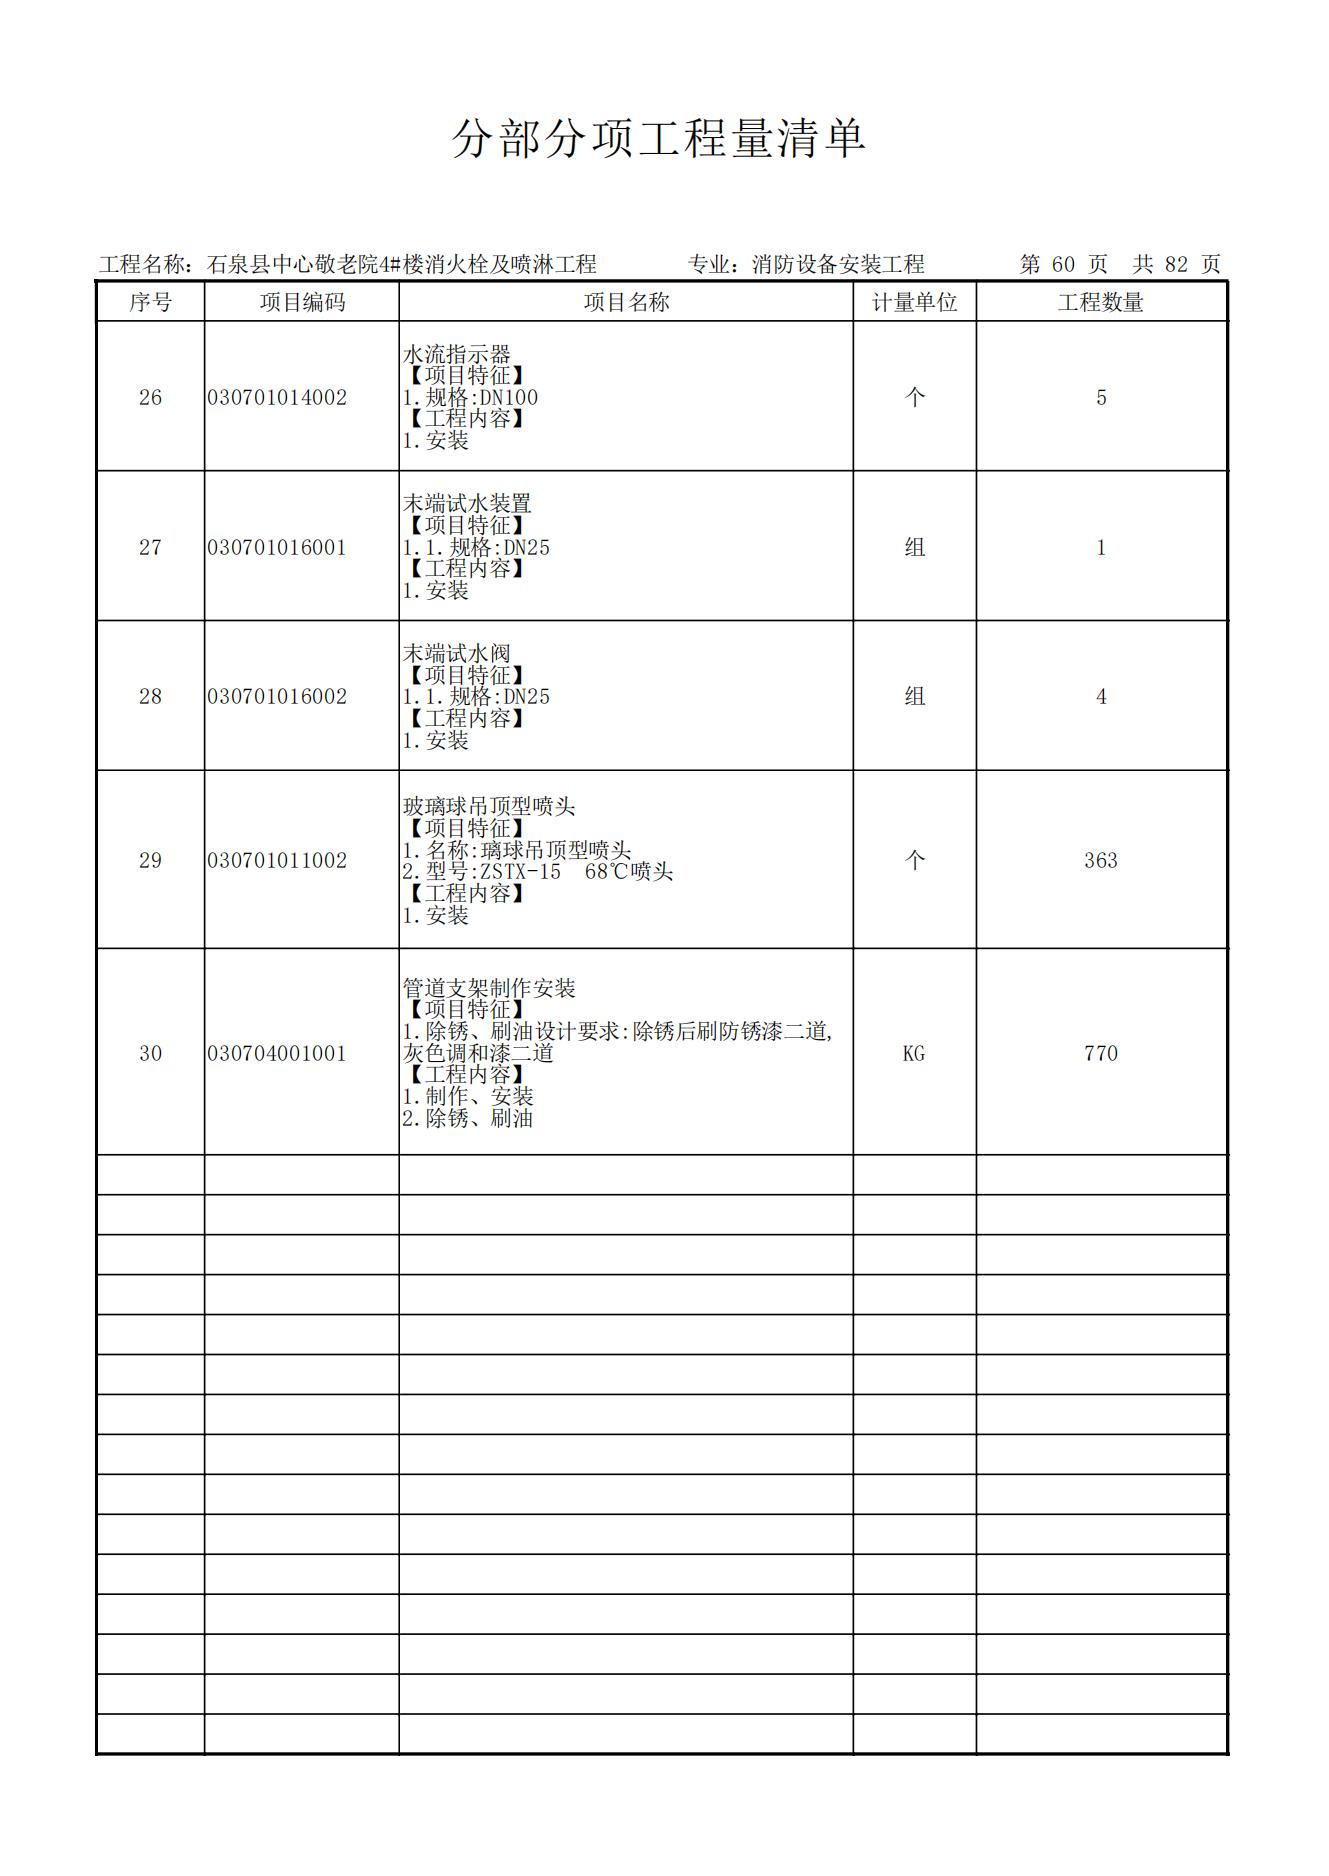 分部分项工程量清单
工程名称：石泉县中心敬老院4#楼消火栓及喷淋工程 专业：消防设备安装工程 第 60 页 共 82 页
序号 项目编码 项目名称 计量单位 工程数量
水流指示器
【项目特征】
26 030701014002 1.规格:DN100 个 5
【工程内容】
1.安装
末端试水装置
【项目特征】
27 030701016001 1.1.规格:DN25 组 1
【工程内容】
1.安装
末端试水阀
【项目特征】
28 030701016002 1.1.规格:DN25 组 4
【工程内容】
1.安装
玻璃球吊顶型喷头
【项目特征】
1.名称:璃球吊顶型喷头
29 030701011002 2.型号:ZSTX-15 68℃喷头 个 363
【工程内容】
1.安装
管道支架制作安装
【项目特征】
1.除锈、刷油设计要求:除锈后刷防锈漆二道,
30 030704001001 灰色调和漆二道 KG 770
【工程内容】
1.制作、安装
2.除锈、刷油